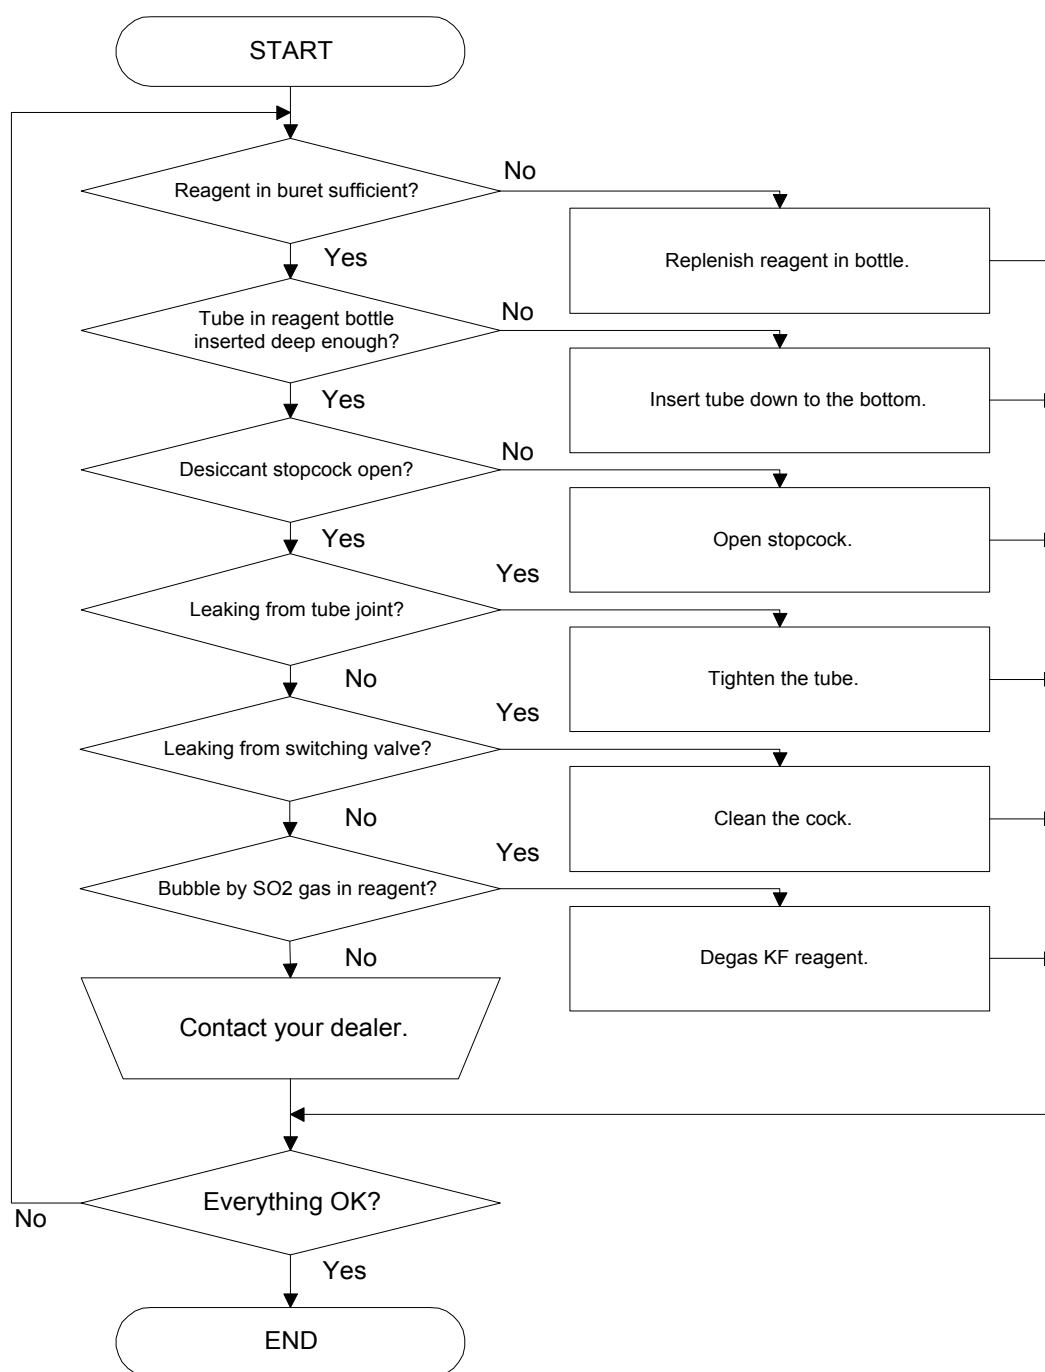 START
Reagent in buret sufficient?
No
Replenish reagent in bottle.
Yes
Tube in reagent bottle
inserted deep enough?
No
Insert tube down to the bottom.
Yes
Desiccant stopcock open?
No
Open stopcock.
Yes
Leaking from tube joint?
Yes
Tighten the tube.
No
Leaking from switching valve?
Yes
Clean the cock.
No
Bubble by SO2 gas in reagent?
Yes
Degas KF reagent.
No
Contact your dealer.
Everything OK?
No
Yes
END